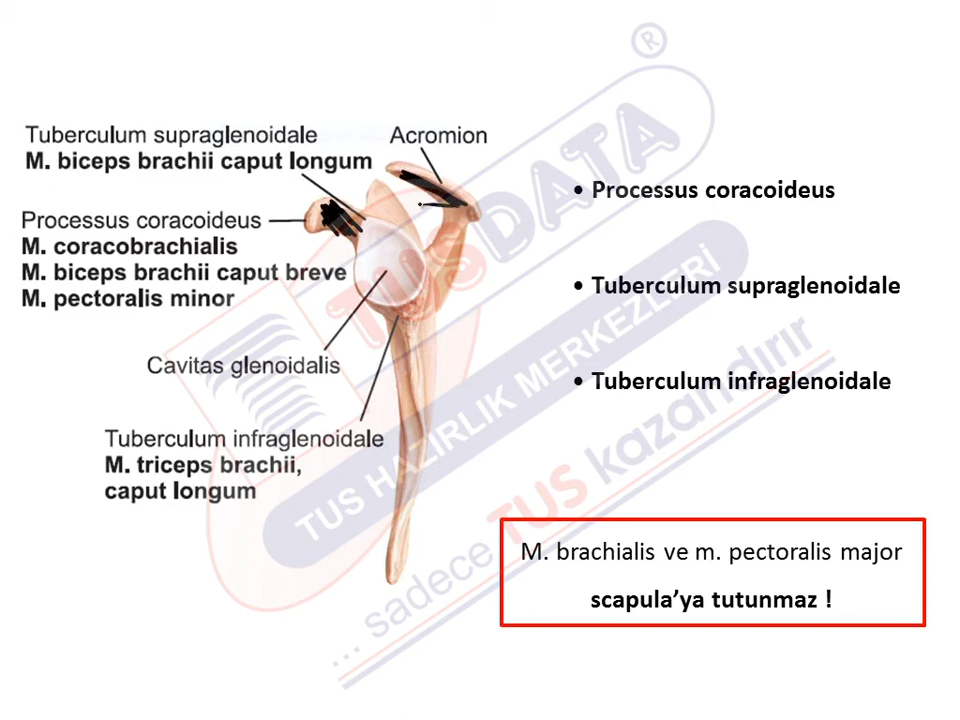 Tuberculum supraglenoidale
M. biceps brachii caput longum
Acromion
Processus coracoideus
M. coracobrachialis
M. biceps brachii caput breve
M. pectoralis minor
Cavitas glenoidalis
Tuberculum infraglenoidale
M. triceps brachii,
caput longum
• Processus coracoideus
• Tuberculum supraglenoidale
• Tuberculum infraglenoidale
M. brachialis ve m. pectoralis major
scapula’ya tutunmaz !
®
TUSDATA
TUS HAZIRLIK MERKEZLERİ
... sadece TUS kazandırır